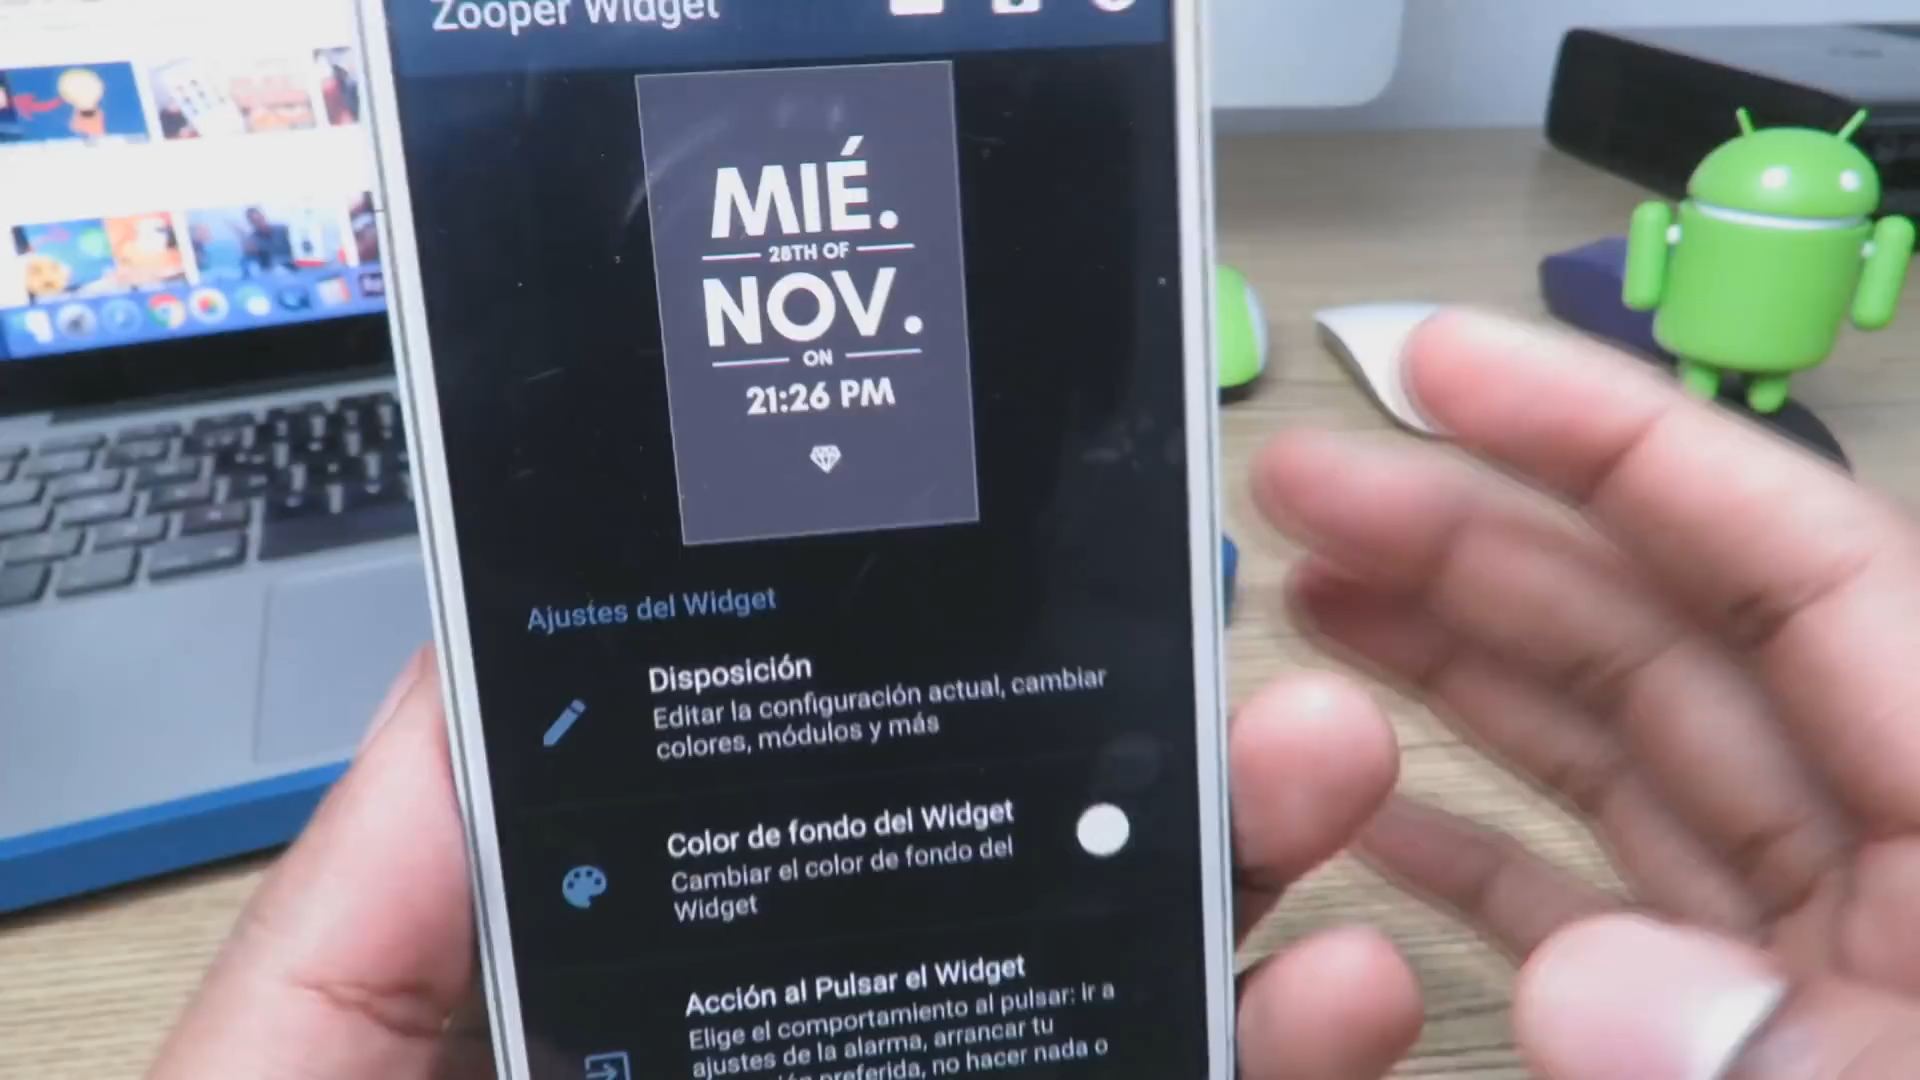 Zooper Widget
MIÉ.
28TH OF
NOV.
ON
21:26 PM
Ajustes del Widget
Disposición
Editar la configuración actual, cambiar
colores, módulos y más
Color de fondo del Widget
Cambiar el color de fondo del
Widget
Acción al Pulsar el Widget
Elige el comportamiento al pulsar: Ir a
ajustes de la alarma, arrancar tu
preferida, no hacer nada o